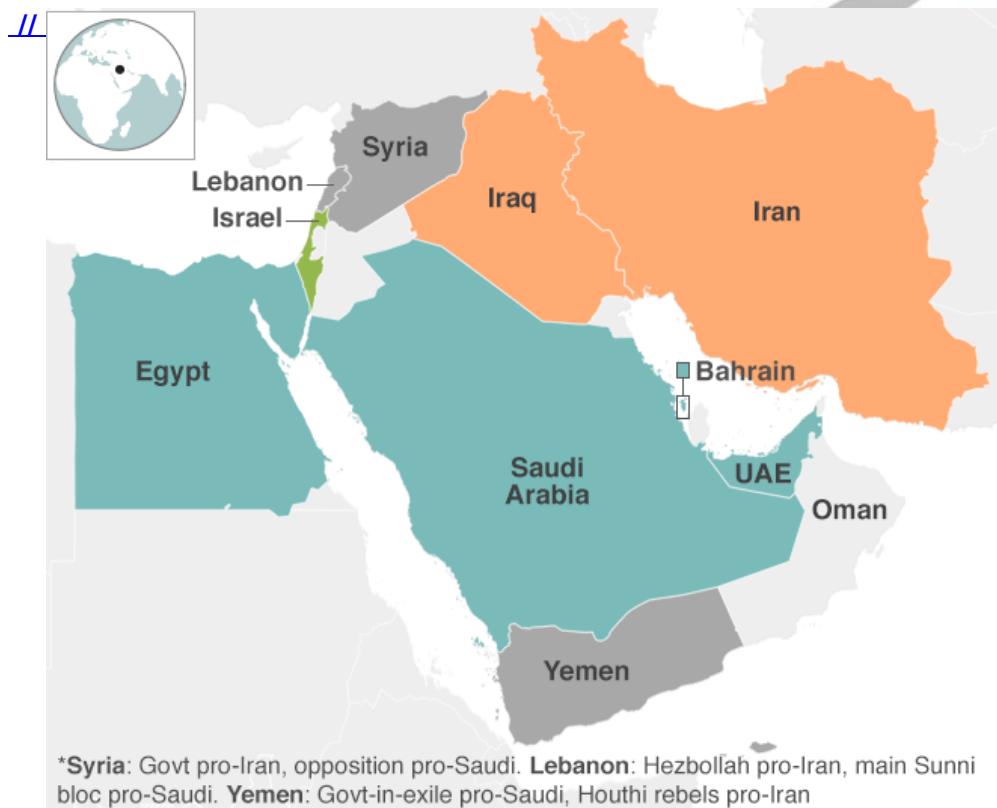 //
Syria
Lebanon
Israel
Iraq
Iran
Egypt
Bahrain
Saudi
Arabia
UAE
Oman
Yemen
*Syria: Govt pro-Iran, opposition pro-Saudi. Lebanon: Hezbollah pro-Iran, main Sunni
bloc pro-Saudi. Yemen: Govt-in-exile pro-Saudi, Houthi rebels pro-Iran